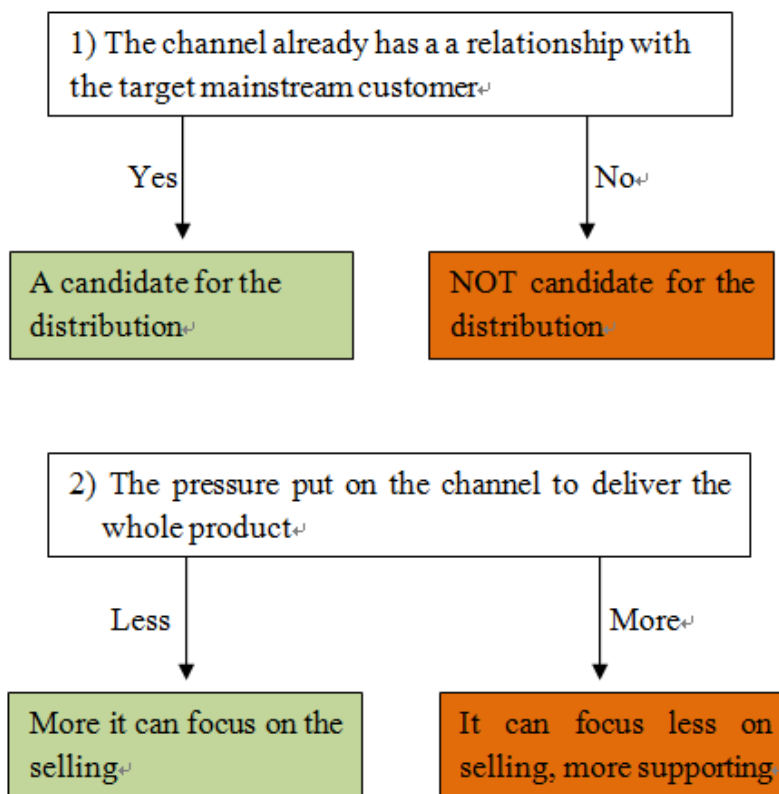 1) The channel already has a a relationship with
the target mainstream customer↵
Yes
No↵
A candidate for the
distribution↵
NOT candidate for the
distribution↵
2) The pressure put on the channel to deliver the
whole product↵
Less
More↵
More it can focus on the
selling↵
It can focus less on
selling, more supporting↵